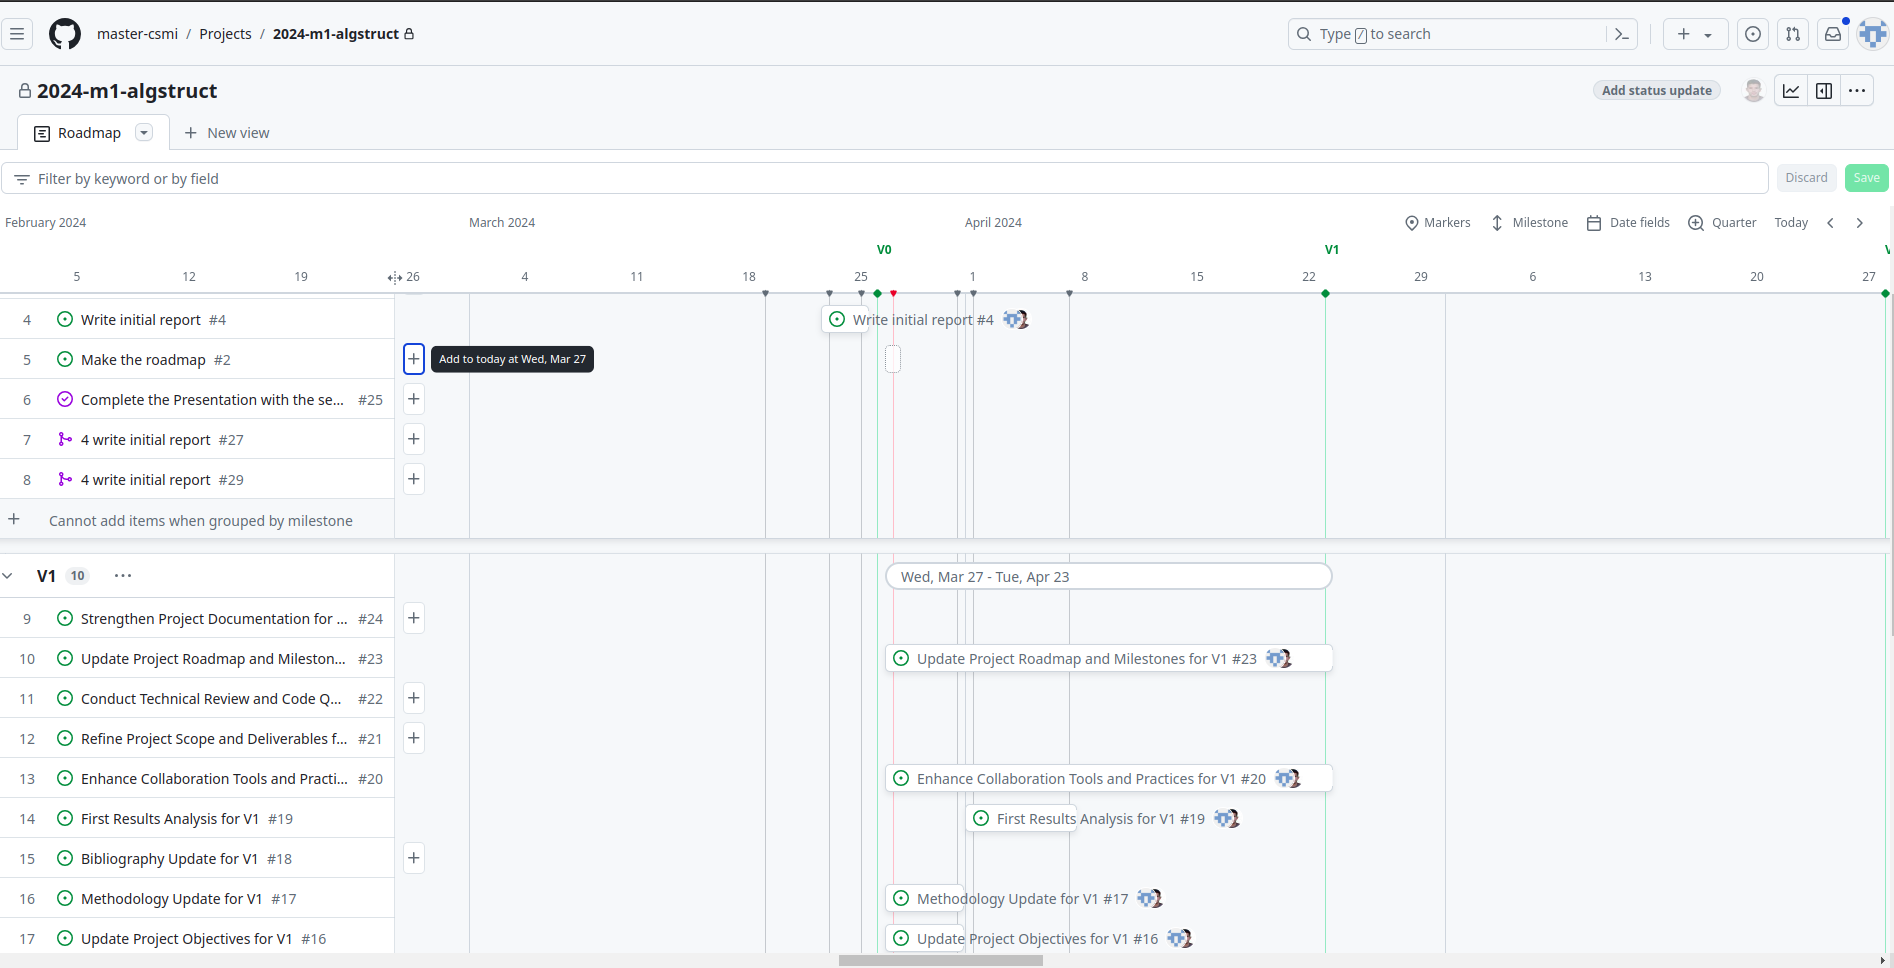 master-csmi / Projects / 2024-m1-algstruct
Type / to search
2024-m1-algstruct
Add status update
Roadmap
New view
Filter by keyword or by field
Discard
Save
February 2024
March 2024
April 2024
Markers
Milestone
Date fields
Quarter
Today
V0
V1
5 12 19 26 4 11 18 25 1 8 15 22 29 6 13 20 27
4 Write initial report #4
Write initial report #4
5 Make the roadmap #2
Add to today at Wed, Mar 27
6 Complete the Presentation with the se... #25
7 4 write initial report #27
8 4 write initial report #29
Cannot add items when grouped by milestone
V1 10
Wed, Mar 27 - Tue, Apr 23
9 Strengthen Project Documentation for ... #24
10 Update Project Roadmap and Mileston... #23
Update Project Roadmap and Milestones for V1 #23
11 Conduct Technical Review and Code Q... #22
12 Refine Project Scope and Deliverables f... #21
13 Enhance Collaboration Tools and Practi... #20
Enhance Collaboration Tools and Practices for V1 #20
14 First Results Analysis for V1 #19
First Results Analysis for V1 #19
15 Bibliography Update for V1 #18
16 Methodology Update for V1 #17
Methodology Update for V1 #17
17 Update Project Objectives for V1 #16
Update Project Objectives for V1 #16